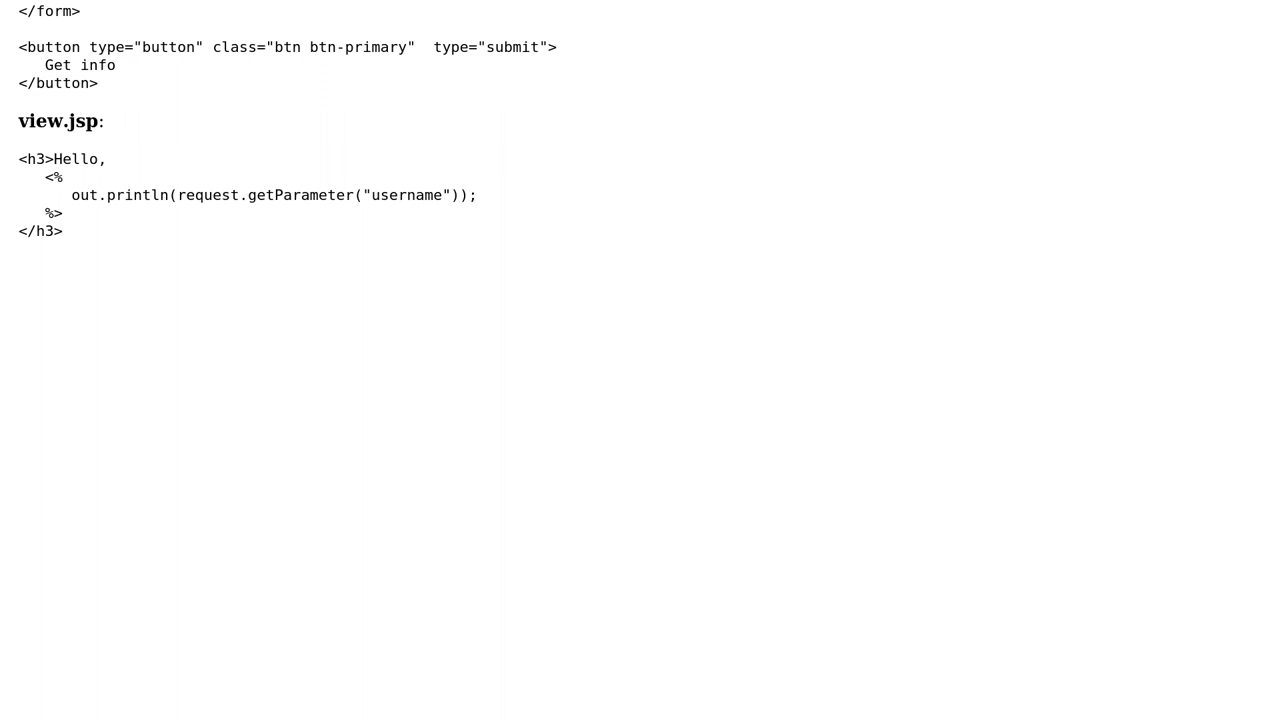 </form>
<button type="button" class="btn btn-primary"  type="submit">
   Get info
</button>
view.jsp:
<h3>Hello,
   <%
      out.println(request.getParameter("username"));
   %>
</h3>